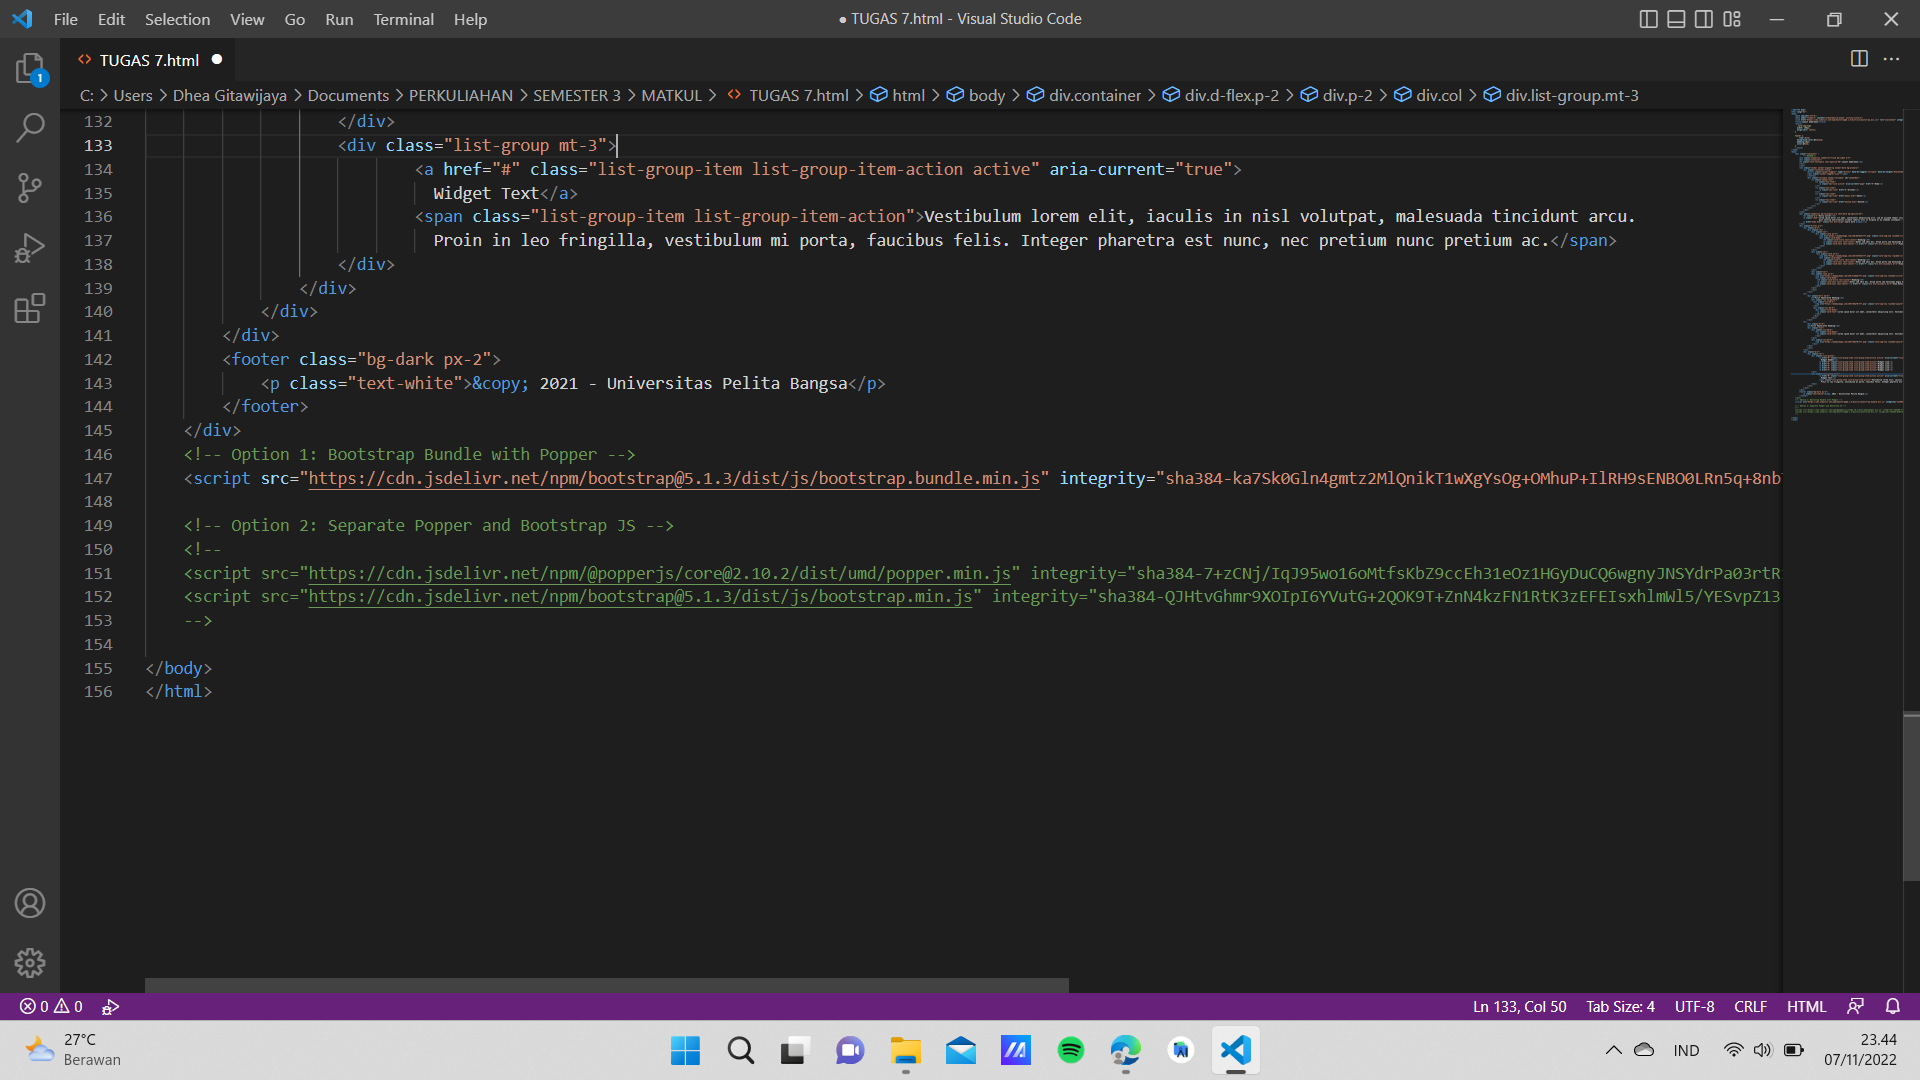 File Edit Selection View Go Run Terminal Help
● TUGAS 7.html - Visual Studio Code
TUGAS 7.html
C: > Users > Dhea Gitawijaya > Documents > PERKULIAHAN > SEMESTER 3 > MATKUL > TUGAS 7.html > html > body > div.container > div.d-flex.p-2 > div.p-2 > div.col > div.list-group.mt-3
132 </div>
133 <div class="list-group mt-3">
134 <a href="#" class="list-group-item list-group-item-action active" aria-current="true">
135 Widget Text</a>
136 <span class="list-group-item list-group-item-action">Vestibulum lorem elit, iaculis in nisl volutpat, malesuada tincidunt arcu.
137 Proin in leo fringilla, vestibulum mi porta, faucibus felis. Integer pharetra est nunc, nec pretium nunc pretium ac.</span>
138 </div>
139 </div>
140 </div>
141 </div>
142 <footer class="bg-dark px-2">
143 <p class="text-white">&copy; 2021 - Universitas Pelita Bangsa</p>
144 </footer>
145 </div>
146 <!-- Option 1: Bootstrap Bundle with Popper -->
147 <script src="https://cdn.jsdelivr.net/npm/bootstrap@5.1.3/dist/js/bootstrap.bundle.min.js" integrity="sha384-ka7Sk0Gln4gmtz2MlQnikT1wXgYsOg+OMhuP+IlRH9sENBO0LRn5q+8nb
148
149 <!-- Option 2: Separate Popper and Bootstrap JS -->
150 <!--
151 <script src="https://cdn.jsdelivr.net/npm/@popperjs/core@2.10.2/dist/umd/popper.min.js" integrity="sha384-7+zCNj/IqJ95wo16oMtfsKbZ9ccEh31eOz1HGyDuCQ6wgnyJNSYdrPa03rtR
152 <script src="https://cdn.jsdelivr.net/npm/bootstrap@5.1.3/dist/js/bootstrap.min.js" integrity="sha384-QJHtvGhmr9XOIpI6YVutG+2QOK9T+ZnN4kzFN1RtK3zEFEIsxhlmWl5/YESvpZ13
153 -->
154
155 </body>
156 </html>
1
0 0
Ln 133, Col 50 Tab Size: 4 UTF-8 CRLF HTML
27°C
Berawan
IND
23.44
07/11/2022